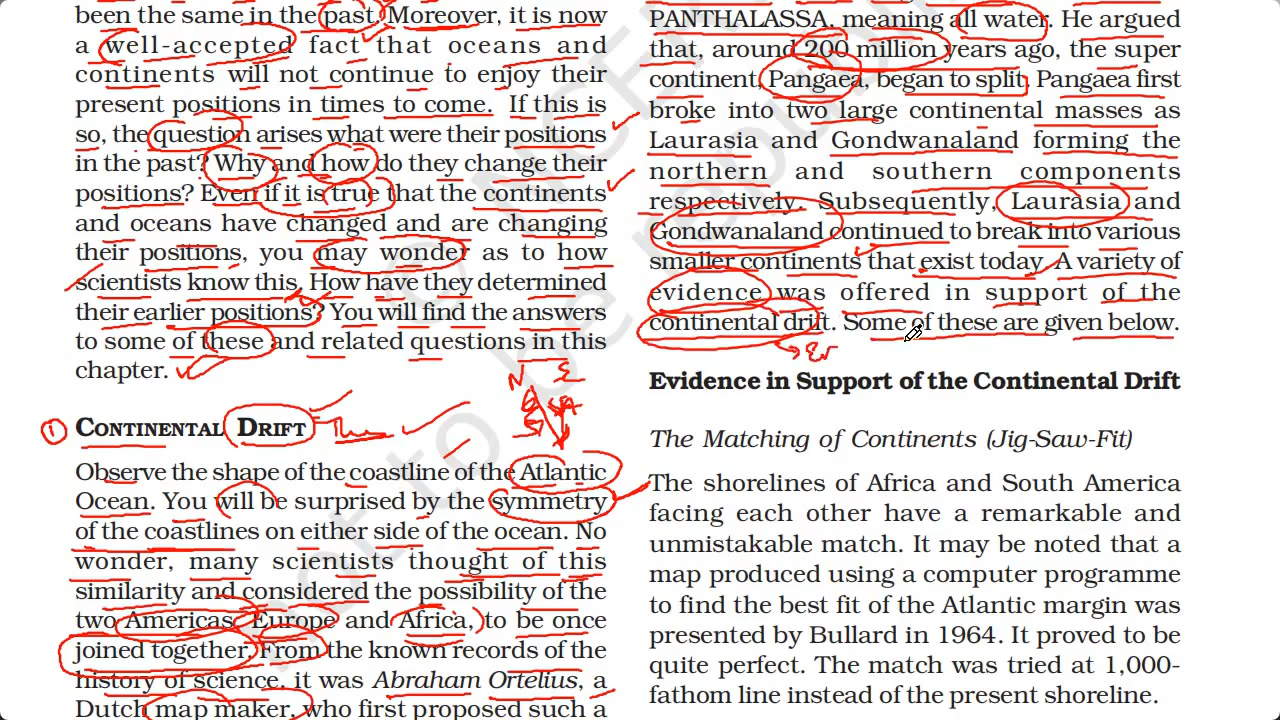 been the same in the past. Moreover, it is now
a well-accepted fact that oceans and
continents will not continue to enjoy their
present positions in times to come. If this is
so, the question arises what were their positions
in the past? Why and how do they change their
positions? Even if it is true that the continents
and oceans have changed and are changing
their positions, you may wonder as to how
scientists know this. How have they determined
their earlier positions? You will find the answers
to some of these and related questions in this
chapter.
N E
① CONTINENTAL DRIFT
Observe the shape of the coastline of the Atlantic
Ocean. You will be surprised by the symmetry
of the coastlines on either side of the ocean. No
wonder, many scientists thought of this
similarity and considered the possibility of the
two Americas, Europe and Africa, to be once
joined together. From the known records of the
history of science, it was Abraham Ortelius, a
Dutch map maker, who first proposed such a
PANTHALASSA, meaning all water. He argued
that, around 200 million years ago, the super
continent, Pangaea, began to split. Pangaea first
broke into two large continental masses as
Laurasia and Gondwanaland forming the
northern and southern components
respectively. Subsequently, Laurasia and
Gondwanaland continued to break into various
smaller continents that exist today. A variety of
evidence was offered in support of the
continental drift. Some of these are given below.
Evidence in Support of the Continental Drift
The Matching of Continents (Jig-Saw-Fit)
The shorelines of Africa and South America
facing each other have a remarkable and
unmistakable match. It may be noted that a
map produced using a computer programme
to find the best fit of the Atlantic margin was
presented by Bullard in 1964. It proved to be
quite perfect. The match was tried at 1,000-
fathom line instead of the present shoreline.